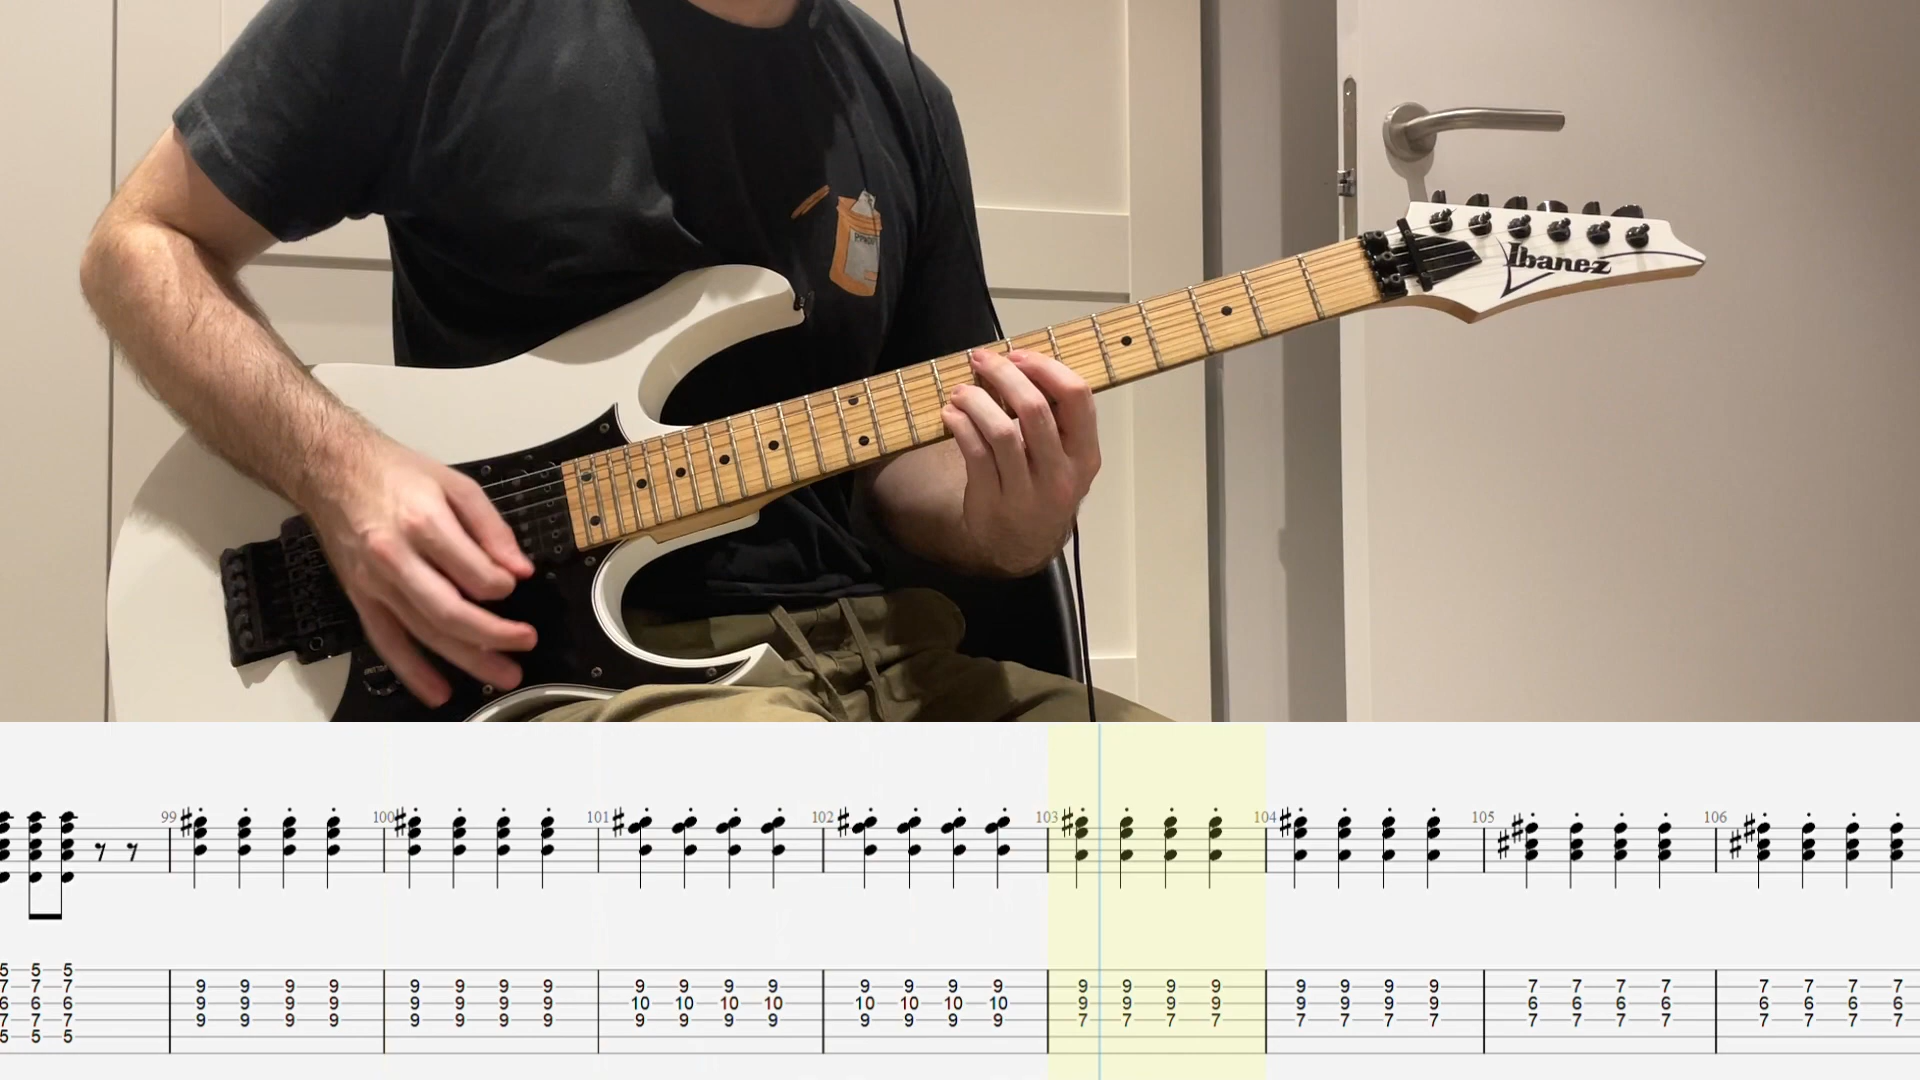 Ibanez
99 100 101 102 103 104 105 106
5 5 5
7 7 7 9 9 9 9 9 9 9 9 9 9 9 9 9 9 9 9 9 9 9 9 9 9 9 9 7 7 7 7 7 7 7 7
6 6 6 9 9 9 9 9 9 9 9 10 10 10 10 10 10 10 10 9 9 9 9 9 9 9 9 6 6 6 6 6 6 6 6
7 7 7 9 9 9 9 9 9 9 9 9 9 9 9 9 9 9 9 7 7 7 7 7 7 7 7 7 7 7 7 7 7 7 7
5 5 5